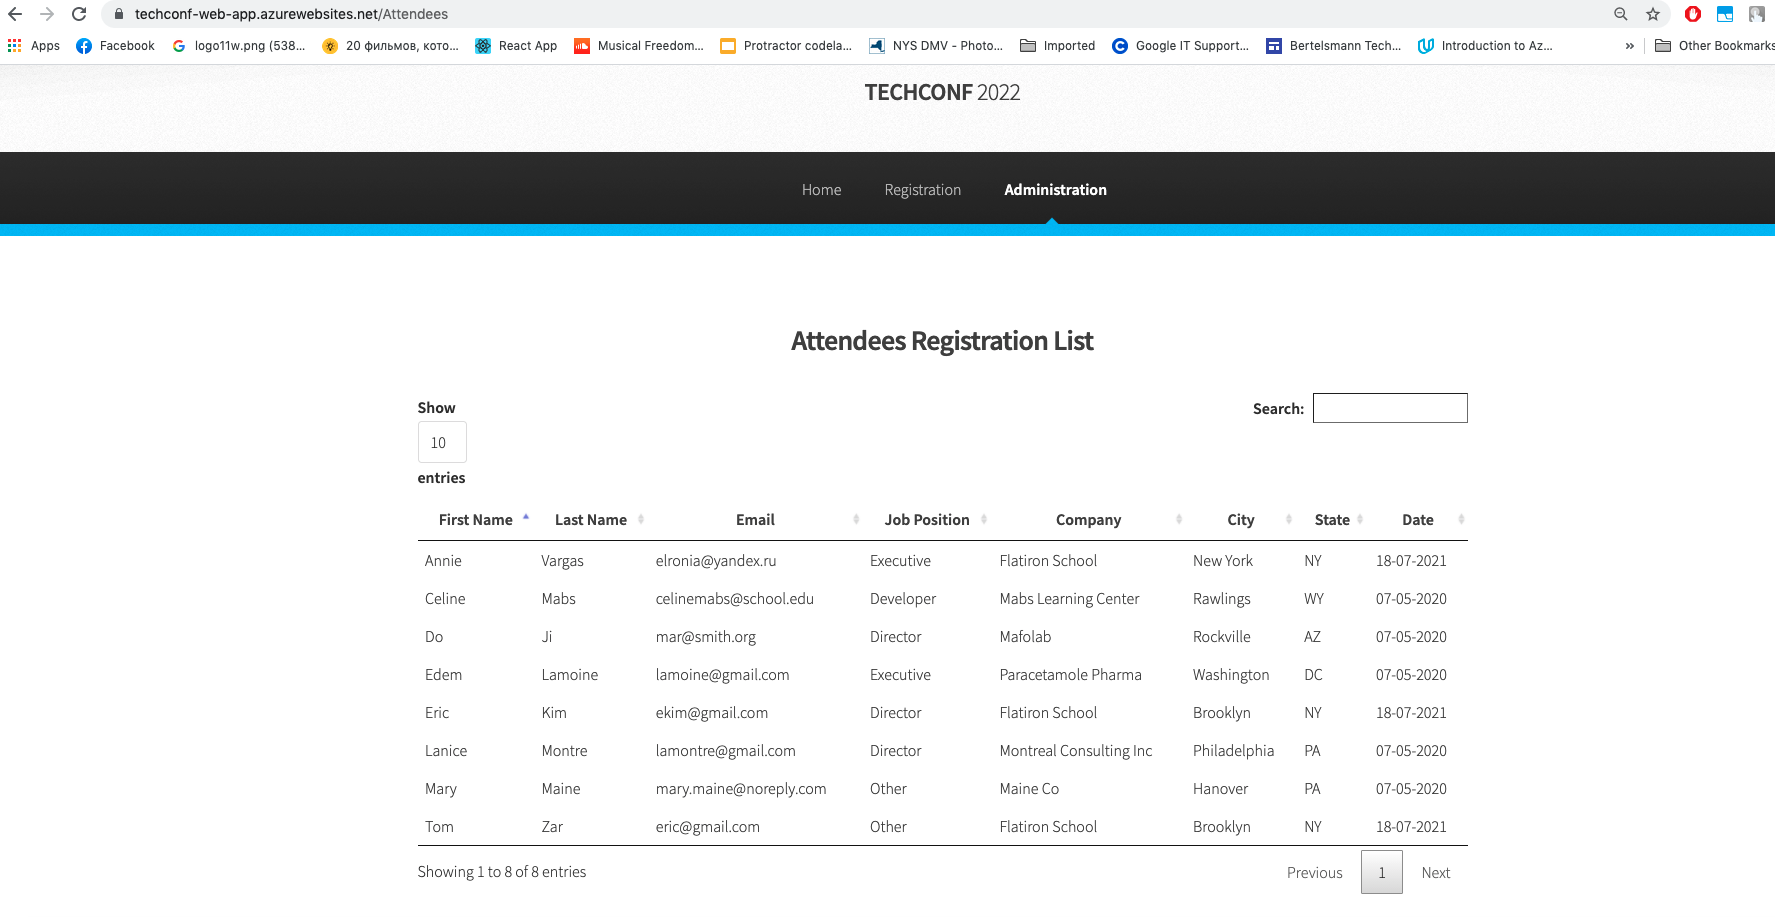 techconf-web-app.azurewebsites.net/Attendees
Apps Facebook logo11w.png (538... 20 фильмов, кото... React App Musical Freedom... Protractor codela... NYS DMV - Photo... Imported Google IT Support... Bertelsmann Tech... Introduction to Az... » Other Bookmarks
TECHCONF 2022
Home Registration Administration
Attendees Registration List
Show
Search:
10
entries
First Name Last Name Email Job Position Company City State Date
Annie Vargas elronia@yandex.ru Executive Flatiron School New York NY 18-07-2021
Celine Mabs celinemabs@school.edu Developer Mabs Learning Center Rawlings WY 07-05-2020
Do Ji mar@smith.org Director Mafolab Rockville AZ 07-05-2020
Edem Lamoine lamoine@gmail.com Executive Paracetamole Pharma Washington DC 07-05-2020
Eric Kim ekim@gmail.com Director Flatiron School Brooklyn NY 18-07-2021
Lanice Montre lamontre@gmail.com Director Montreal Consulting Inc Philadelphia PA 07-05-2020
Mary Maine mary.maine@noreply.com Other Maine Co Hanover PA 07-05-2020
Tom Zar eric@gmail.com Other Flatiron School Brooklyn NY 18-07-2021
Showing 1 to 8 of 8 entries
Previous 1 Next